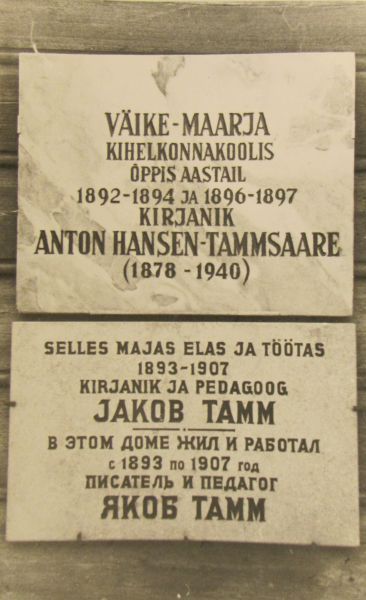 VÄIKE-MAARJA
KIHELKONNAKOOLIS
ÕPPIS AASTAIL
1892-1894 JA 1896-1897
KIRJANIK
ANTON HANSEN-TAMMSAARE
(1878 - 1940)
SELLES MAJAS ELAS JA TÖÖTAS
1893-1907
KIRJANIK JA PEDAGOOG
JAKOB TAMM
В ЭТОМ ДОМЕ ЖИЛ И РАБОТАЛ
с 1893 по 1907 год
ПИСАТЕЛЬ И ПЕДАГОГ
ЯКОБ ТАММ